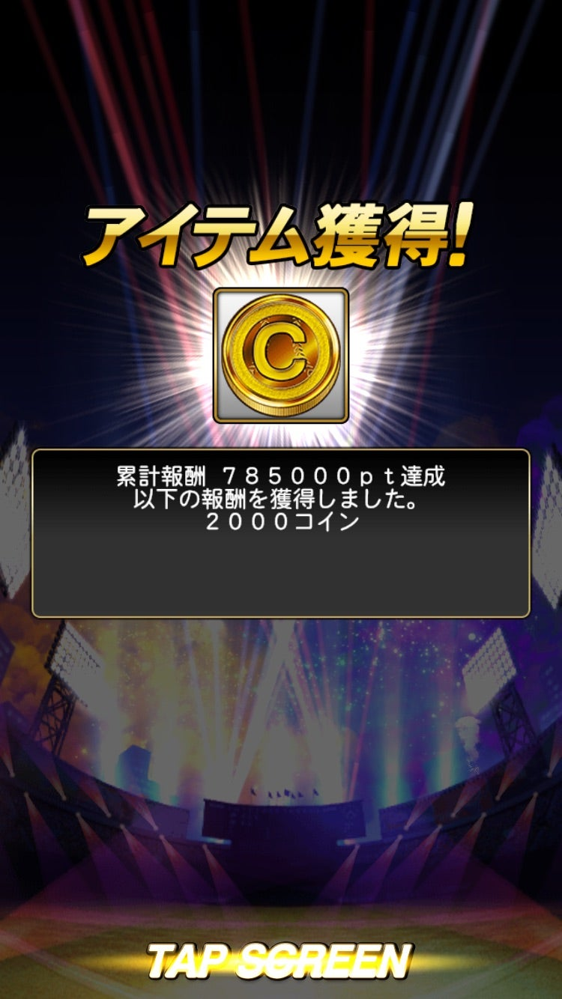 アイテム獲得!
C
累計報酬 785000pt達成
以下の報酬を獲得しました。
2000コイン
TAP SCREEN